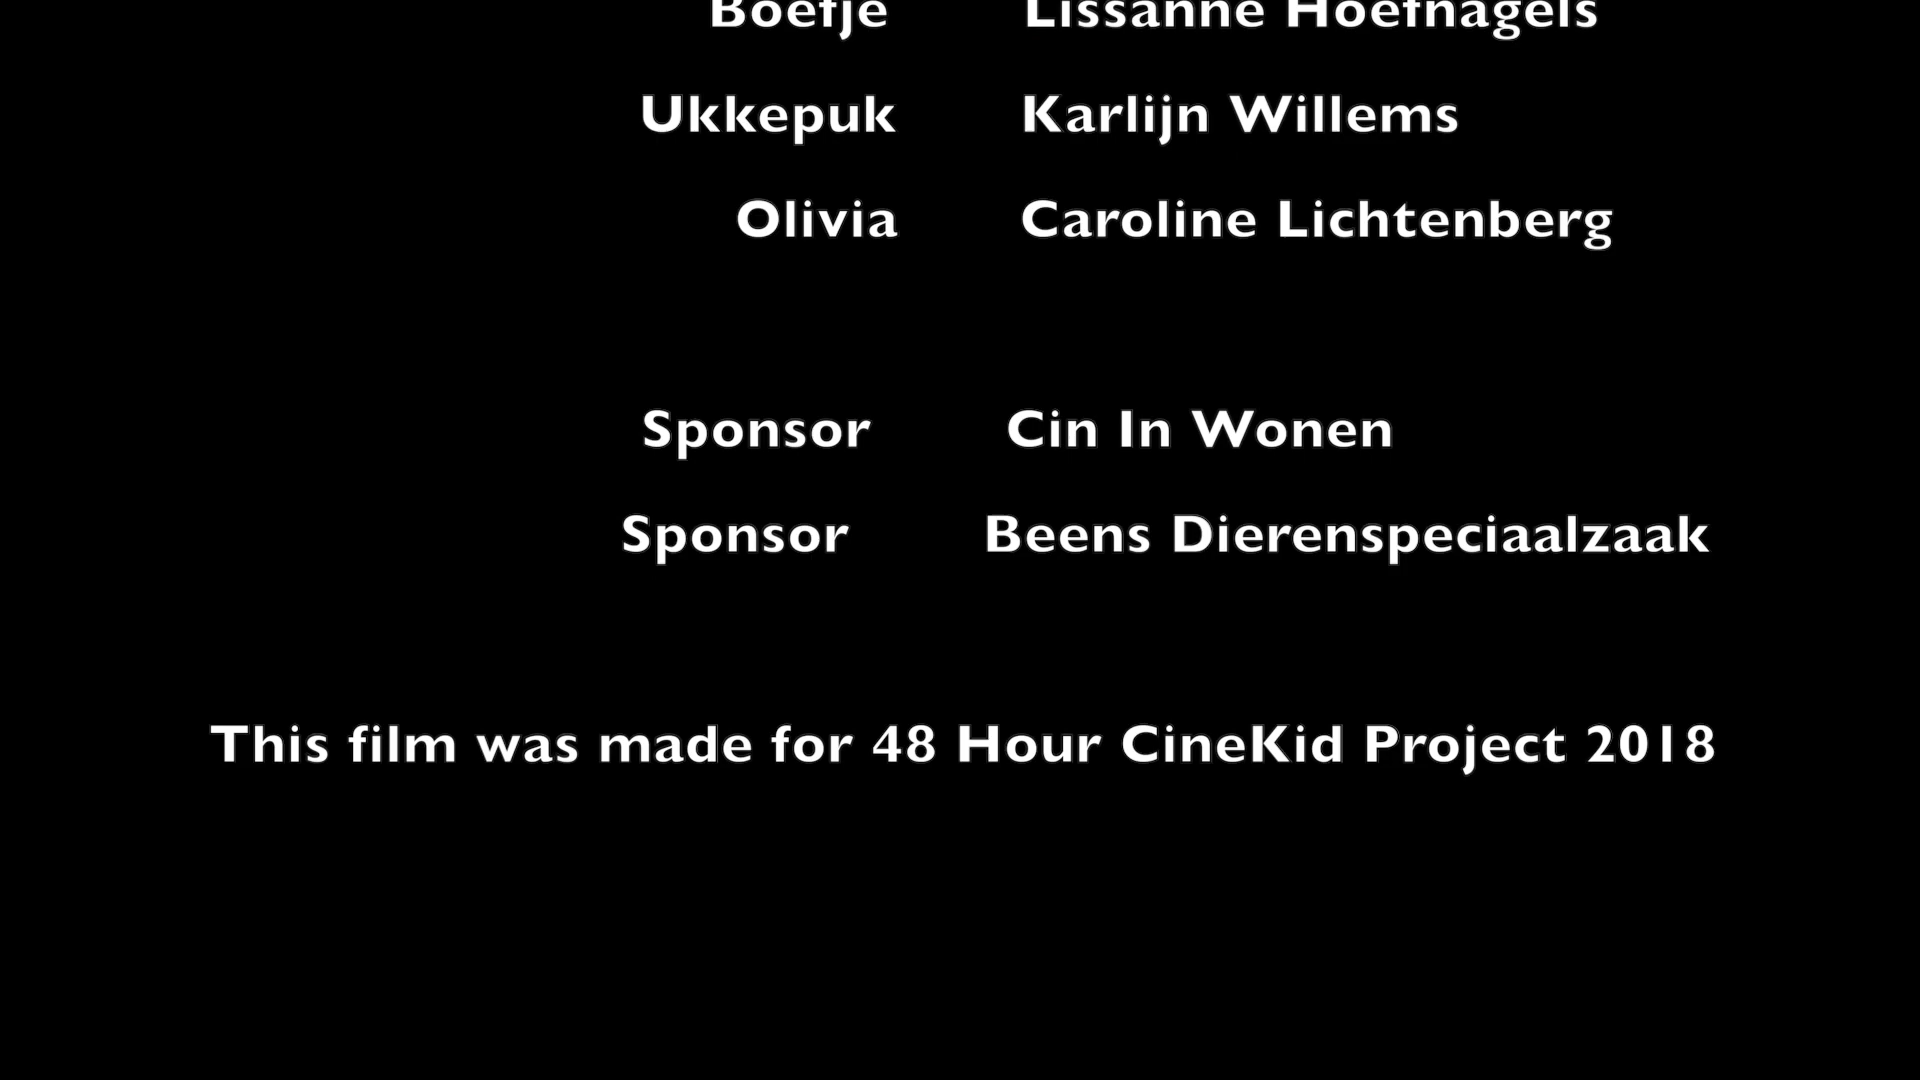 Boefje Lissanne Hoefnagels
Ukkepuk Karlijn Willems
Olivia Caroline Lichtenberg
Sponsor Cin In Wonen
Sponsor Beens Dierenspeciaalzaak
This film was made for 48 Hour CineKid Project 2018